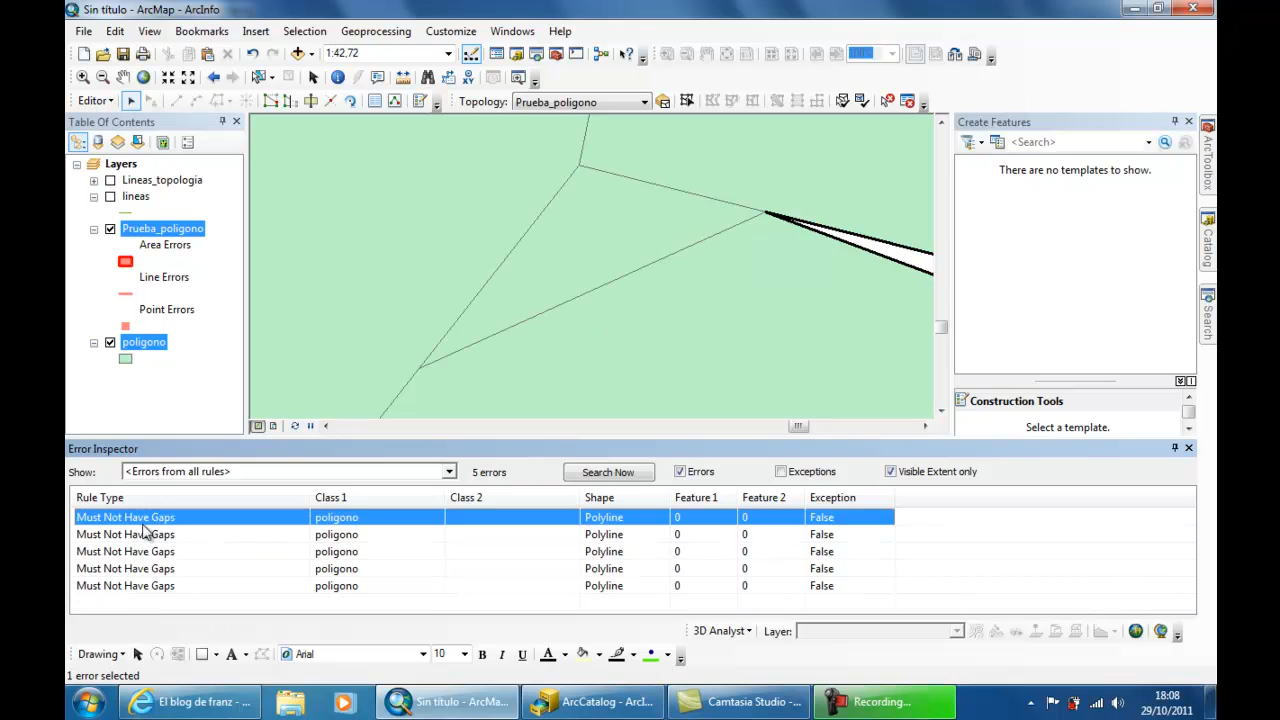 Sin título - ArcMap - ArcInfo
File Edit View Bookmarks Insert Selection Geoprocessing Customize Windows Help
1:42,72
Editor Topology: Prueba_poligono
Table Of Contents
Create Features
Layers
<Search>
Lineas_topologia
There are no templates to show.
lineas
ArcToolbox
Prueba_poligono
Area Errors
Catalog
Line Errors
Point Errors
Search
poligono
Construction Tools
Select a template.
Error Inspector
Show: <Errors from all rules> 5 errors Search Now Errors Exceptions Visible Extent only
Rule Type Class 1 Class 2 Shape Feature 1 Feature 2 Exception
Must Not Have Gaps poligono Polyline 0 0 False
Must Not Have Gaps poligono Polyline 0 0 False
Must Not Have Gaps poligono Polyline 0 0 False
Must Not Have Gaps poligono Polyline 0 0 False
Must Not Have Gaps poligono Polyline 0 0 False
3D Analyst Layer:
Drawing A Arial 10 B I U A
1 error selected
El blog de franz - ... Sin título - ArcMa... ArcCatalog - ArcI... Camtasia Studio -... Recording... 18:08
29/10/2011